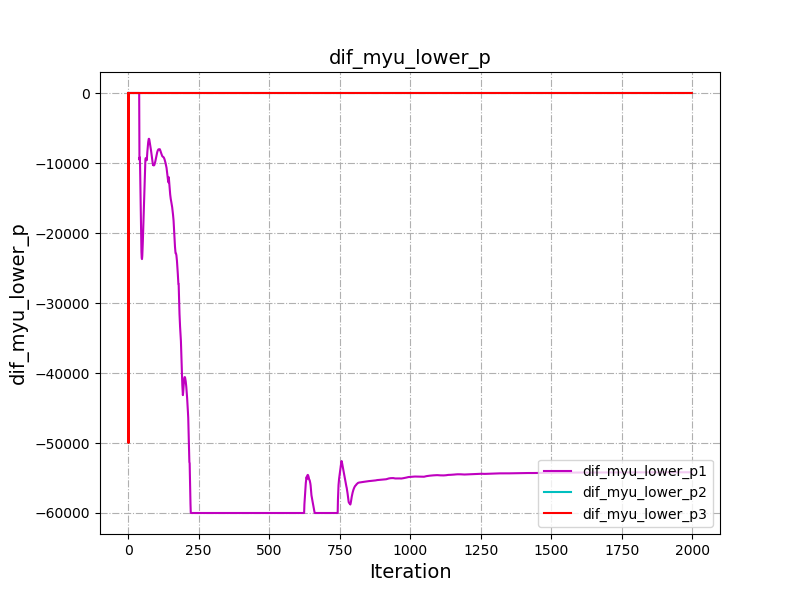 dif_myu_lower_p
dif_myu_lower_p
0
−10000
−20000
−30000
−40000
−50000
−60000
dif_myu_lower_p1
dif_myu_lower_p2
dif_myu_lower_p3
0 250 500 750 1000 1250 1500 1750 2000
Iteration